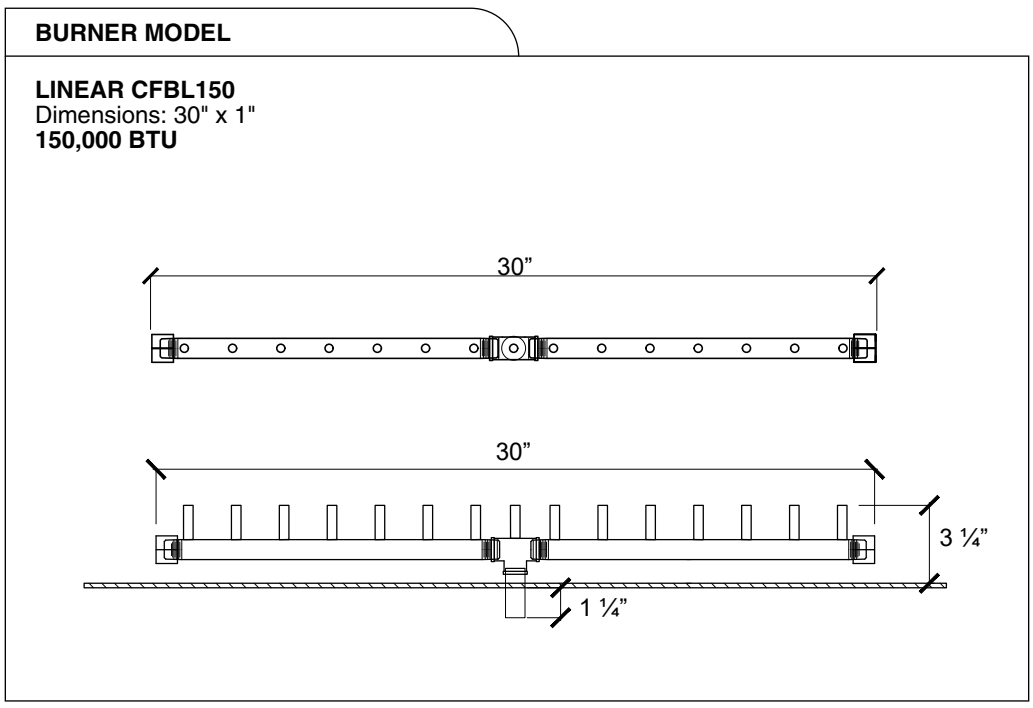 BURNER MODEL
LINEAR CFBL150
Dimensions: 30" x 1"
150,000 BTU
30”
30”
3 ¼”
1 ¼”